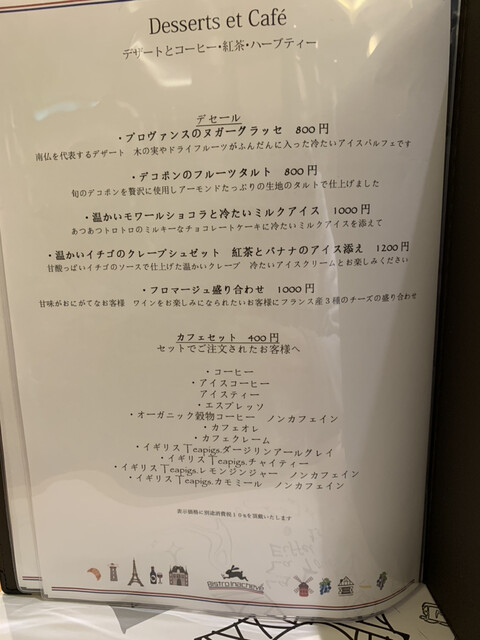 Desserts et Café
デザートとコーヒー・紅茶・ハーブティー
デセール
・プロヴァンスのヌガーグラッセ 800円
南仏を代表するデザート 木の実やドライフルーツがふんだんに入った冷たいアイスパルフェです
・デコポンのフルーツタルト 800円
旬のデコポンを贅沢に使用しアーモンドたっぷりの生地のタルトで仕上げました
・温かいモワールショコラと冷たいミルクアイス 1000円
あつあつトロトロのミルキーなチョコレートケーキに冷たいミルクアイスを添えて
・温かいイチゴのクレープシュゼット 紅茶とバナナのアイス添え 1200円
甘酸っぱいイチゴのソースで仕上げた温かいクレープ 冷たいアイスクリームとお楽しみください
・フロマージュ盛り合わせ 1000円
甘味がおにがてなお客様 ワインをお楽しみになられたいお客様にフランス産3種のチーズの盛り合わせ
カフェセット 400円
セットでご注文されたお客様へ
・コーヒー
・アイスコーヒー
アイスティー
・エスプレッソ
・オーガニック穀物コーヒー ノンカフェイン
・カフェオレ
・カフェクレーム
・イギリスTeapigs.ダージリンアールグレイ
・イギリスTeapigs.チャイティー
・イギリスTeapigs.レモンジンジャー ノンカフェイン
・イギリスTeapigs.カモミール ノンカフェイン
表示価格に別途消費税10%を頂戴いたします
Bistro inachevé